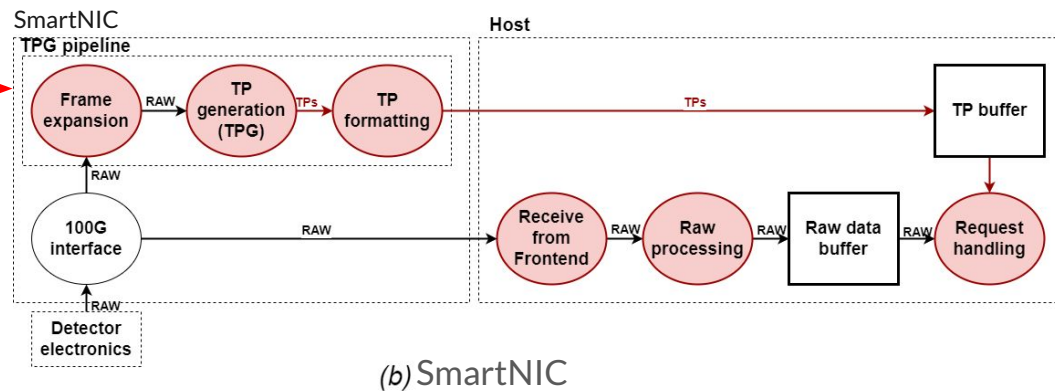 SmartNIC
Host
TPG pipeline
Frame
expansion
RAW
TP
generation
(TPG)
TPs
TP
formatting
TPs
TP buffer
RAW
100G
interface
RAW
Receive
from
Frontend
RAW
Raw
processing
RAW
Raw data
buffer
RAW
Request
handling
RAW
Detector
electronics
(b) SmartNIC